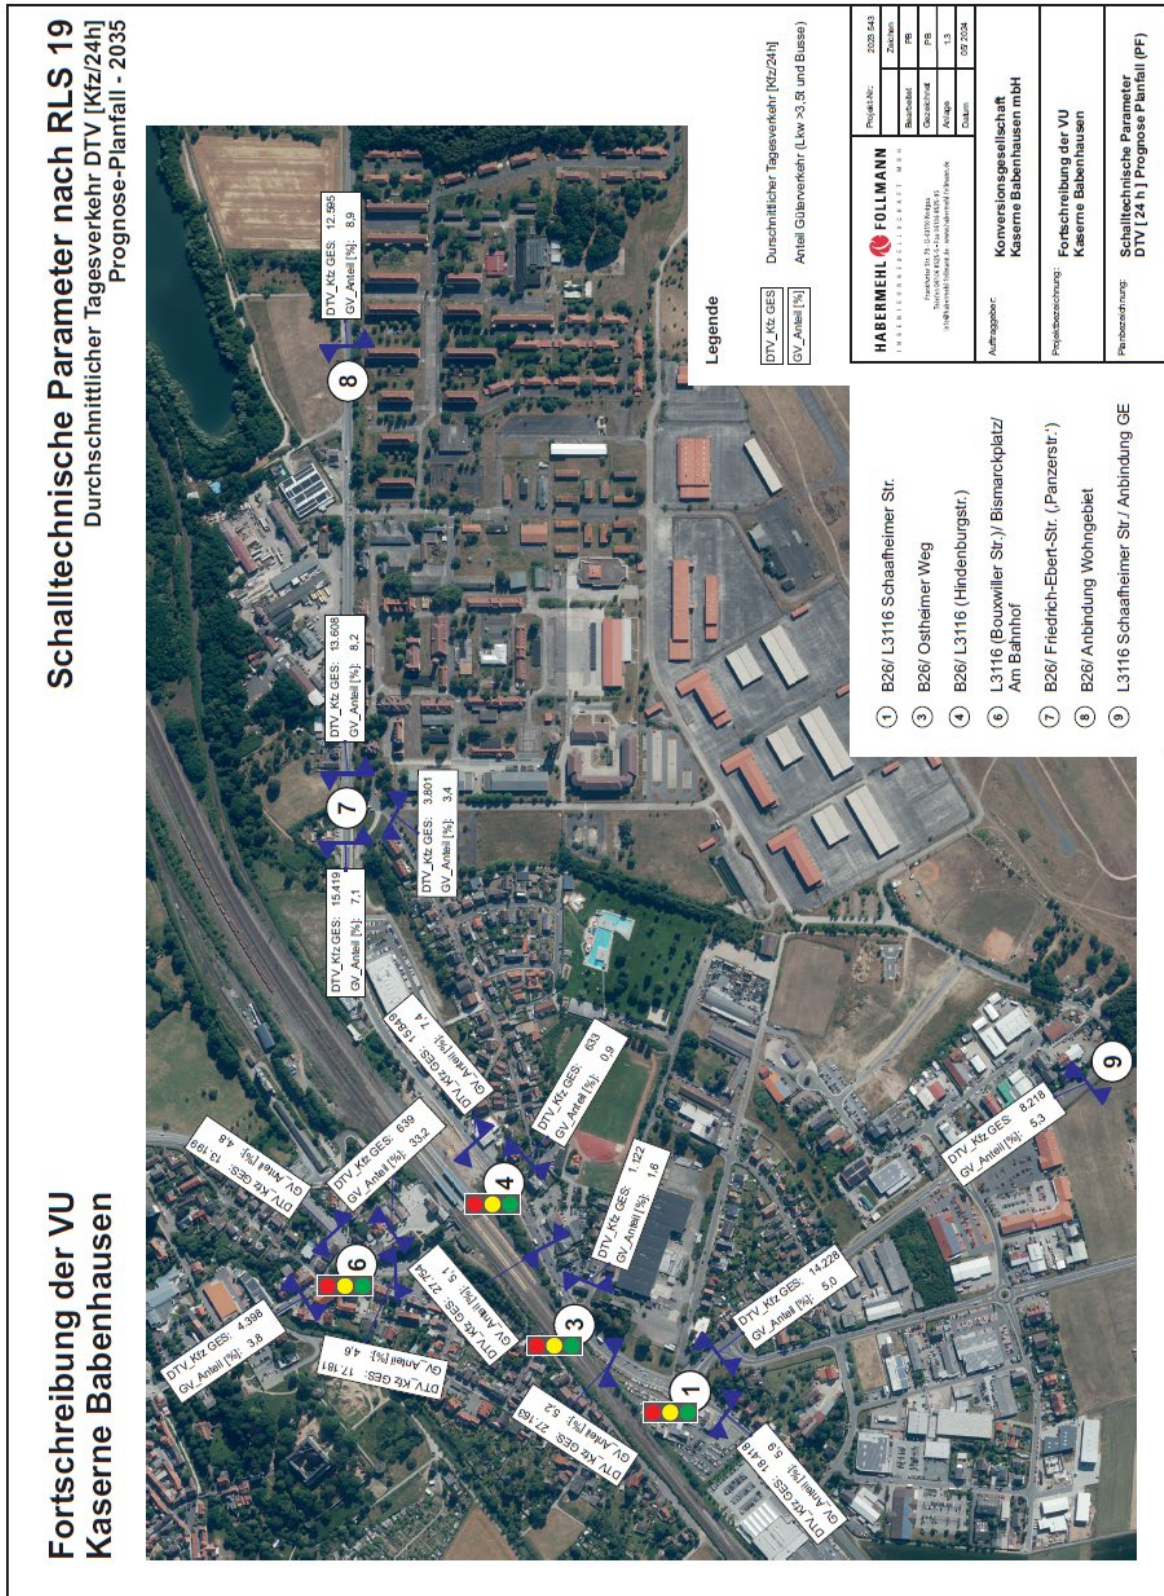 Fortschreibung der VU
Kaserne Babenhausen
Schalltechnische Parameter nach RLS 19
Durchschnittlicher Tagesverkehr DTV [Kfz/24h]
Prognose-Planfall - 2035
DTV_Kfz GES: 4.398
GV_Anteil [%]: 3,8
DTV_Kfz GES: 13.199
GV_Anteil [%]: 4,8
DTV_Kfz GES: 639
GV_Anteil [%]: 33,2
DTV_Kfz GES: 17.181
GV_Anteil [%]: 4,6
6
DTV_Kfz GES: 15.849
GV_Anteil [%]: 7,4
DTV_Kfz GES: 27.754
GV_Anteil [%]: 5,1
4
DTV_Kfz GES: 633
GV_Anteil [%]: 0,9
DTV_Kfz GES: 1.122
GV_Anteil [%]: 1,6
3
DTV_Kfz GES: 27.163
GV_Anteil [%]: 5,2
1
DTV_Kfz GES: 14.228
GV_Anteil [%]: 5,0
DTV_Kfz GES: 18.418
GV_Anteil [%]: 5,9
DTV_Kfz GES: 8.218
GV_Anteil [%]: 5,3
9
DTV_Kfz GES: 15.419
GV_Anteil [%]: 7,1
7
DTV_Kfz GES: 3.801
GV_Anteil [%]: 3,4
DTV_Kfz GES: 13.608
GV_Anteil [%]: 8,2
8
DTV_Kfz GES: 12.595
GV_Anteil [%]: 8,9
Legende
DTV_Kfz GES Durschnittlicher Tagesverkehr [Kfz/24h]
GV_Anteil [%] Anteil Güterverkehr (Lkw >3,5t und Busse)
1 B26/ L3116 Schaafheimer Str.
3 B26/ Ostheimer Weg
4 B26/ L3116 (Hindenburgstr.)
6 L3116 (Bouxwiller Str.)/ Bismarckplatz/
Am Bahnhof
7 B26/ Friedrich-Ebert-Str. („Panzerstr.')
8 B26/ Anbindung Wohngebiet
9 L3116 Schaafheimer Str./ Anbindung GE
HABERMEHL FOLLMANN
INGENIEURGESELLSCHAFT MBH
Projekt-Nr.: 2023.543
Zeichen
Bearbeitet PB
Gezeichnet PB
Anlage 1.3
Datum 05/2024
Auftraggeber: Konversionsgesellschaft
Kaserne Babenhausen mbH
Projektbezeichnung: Fortschreibung der VU
Kaserne Babenhausen
Planbezeichnung: Schalltechnische Parameter
DTV [ 24 h ] Prognose Planfall (PF)